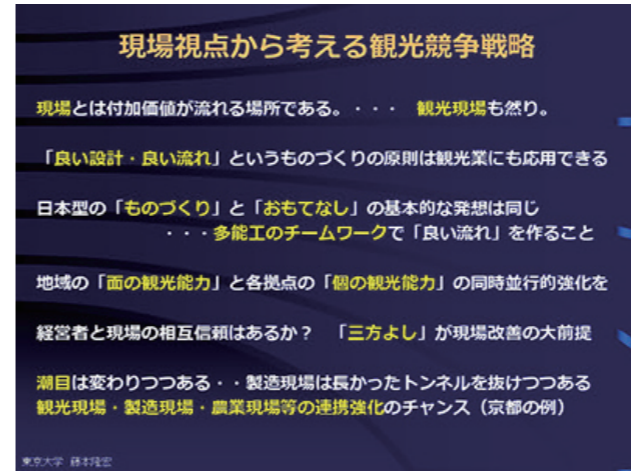 現場視点から考える観光競争戦略
現場とは付加価値が流れる場所である。・・・ 観光現場も然り。
「良い設計・良い流れ」というものづくりの原則は観光業にも応用できる
日本型の「ものづくり」と「おもてなし」の基本的な発想は同じ
・・・多能工のチームワークで「良い流れ」を作ること
地域の「面の観光能力」と各拠点の「個の観光能力」の同時並行的強化を
経営者と現場の相互信頼はあるか？ 「三方よし」が現場改善の大前提
潮目は変わりつつある・・製造現場は長かったトンネルを抜けつつある
観光現場・製造現場・農業現場等の連携強化のチャンス（京都の例）
東京大学 藤本隆宏